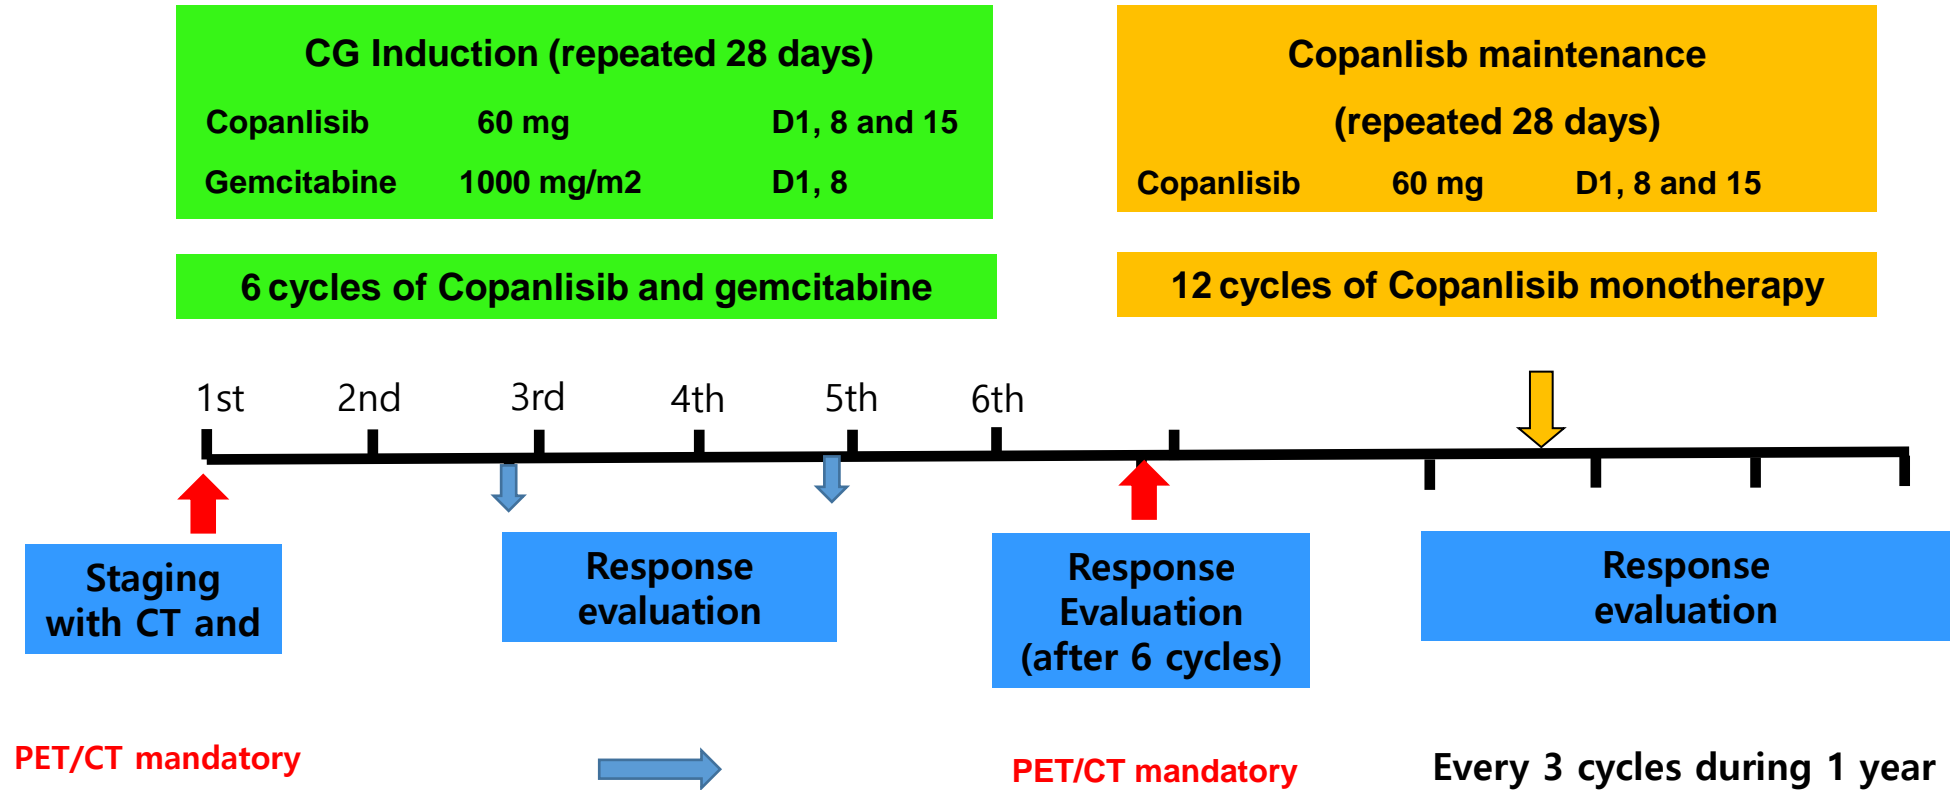 CG Induction (repeated 28 days)
Copanlisib 60 mg D1, 8 and 15
Gemcitabine 1000 mg/m2 D1, 8
Copanlisb maintenance
(repeated 28 days)
Copanlisib 60 mg D1, 8 and 15
6 cycles of Copanlisib and gemcitabine
12 cycles of Copanlisib monotherapy
1st 2nd 3rd 4th 5th 6th
Staging
with CT and
Response
evaluation
Response
Evaluation
(after 6 cycles)
Response
evaluation
PET/CT mandatory
PET/CT mandatory
Every 3 cycles during 1 year